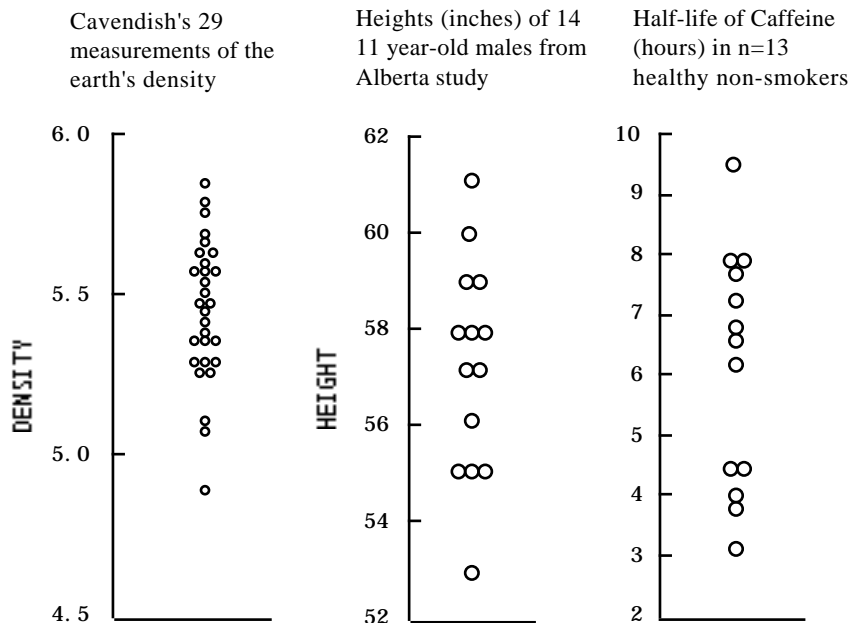 Cavendish's 29
measurements of the
earth's density
Heights (inches) of 14
11 year-old males from
Alberta study
Half-life of Caffeine
(hours) in n=13
healthy non-smokers
DENSITY
6.0
5.5
5.0
4.5
HEIGHT
62
60
58
56
54
52
10
9
8
7
6
5
4
3
2